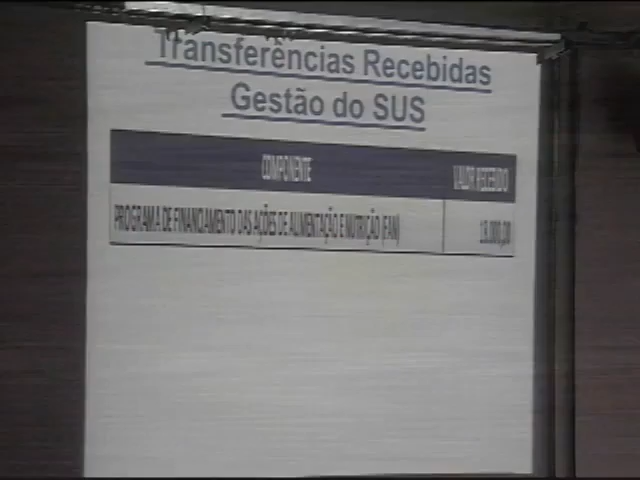 Transferências Recebidas
Gestão do SUS
COMPONENTE VALOR RECEBIDO
PROGRAMA DE FINANCIAMENTO DAS AÇÕES DE ALIMENTAÇÃO E NUTRIÇÃO (FAN)